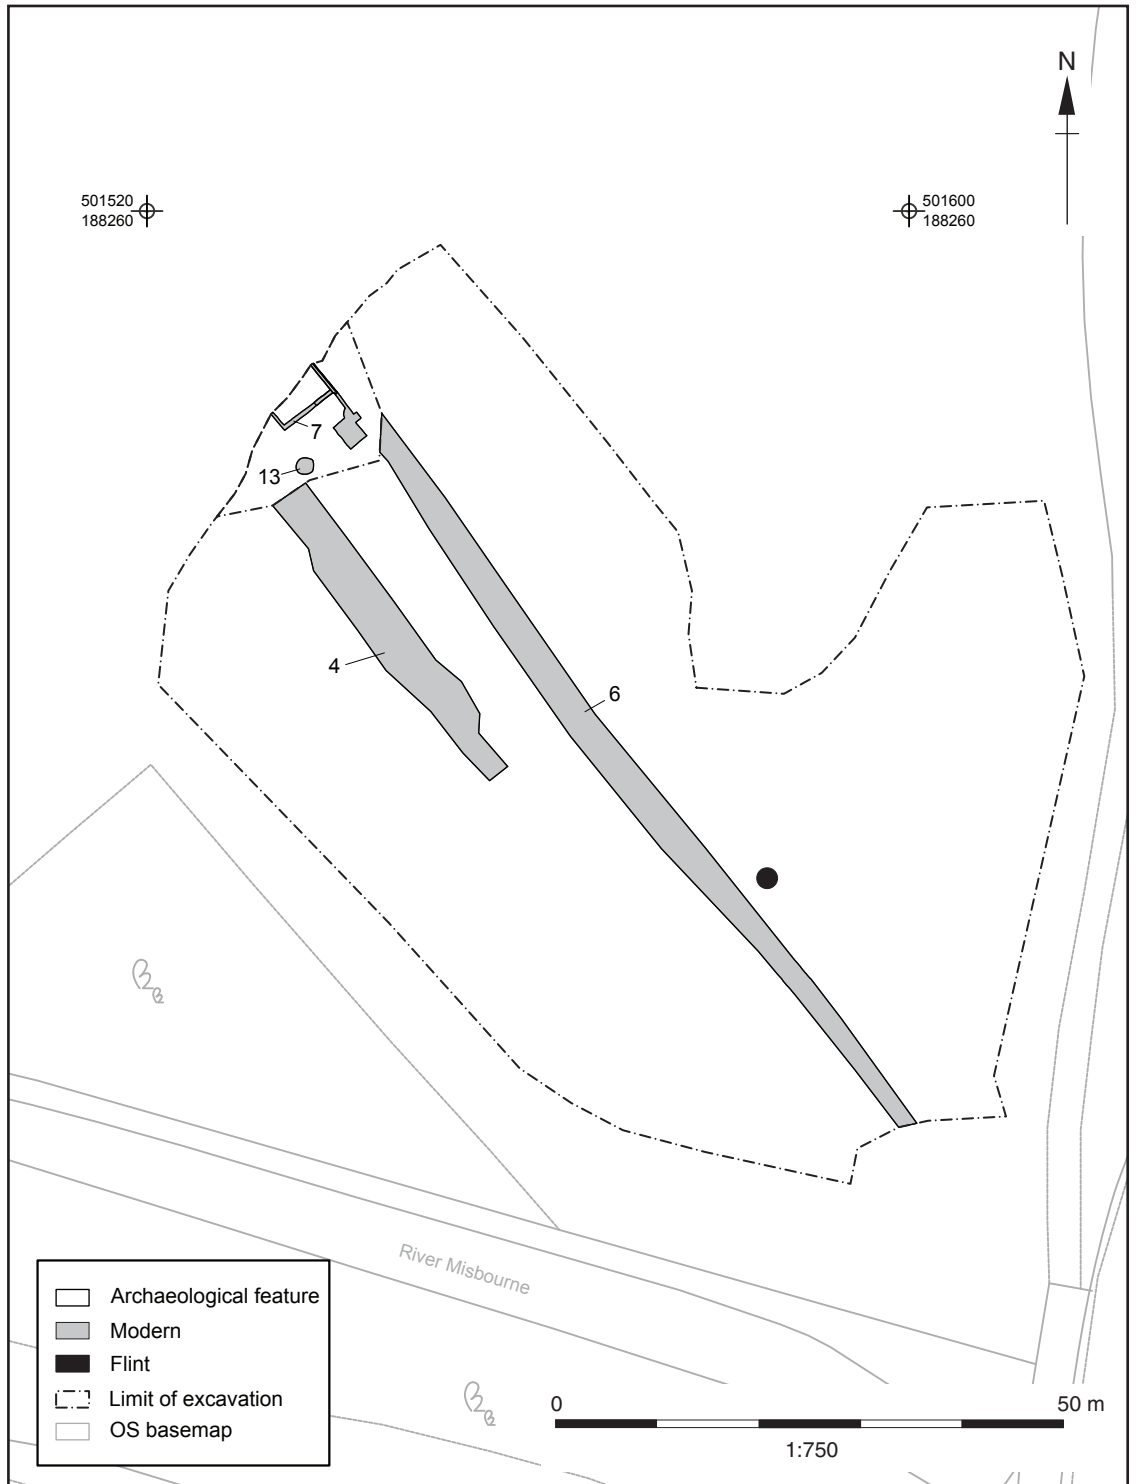 N
501520
188260
501600
188260
7
13
4
6
River Misbourne
Archaeological feature
Modern
Flint
Limit of excavation
OS basemap
0 50 m
1:750